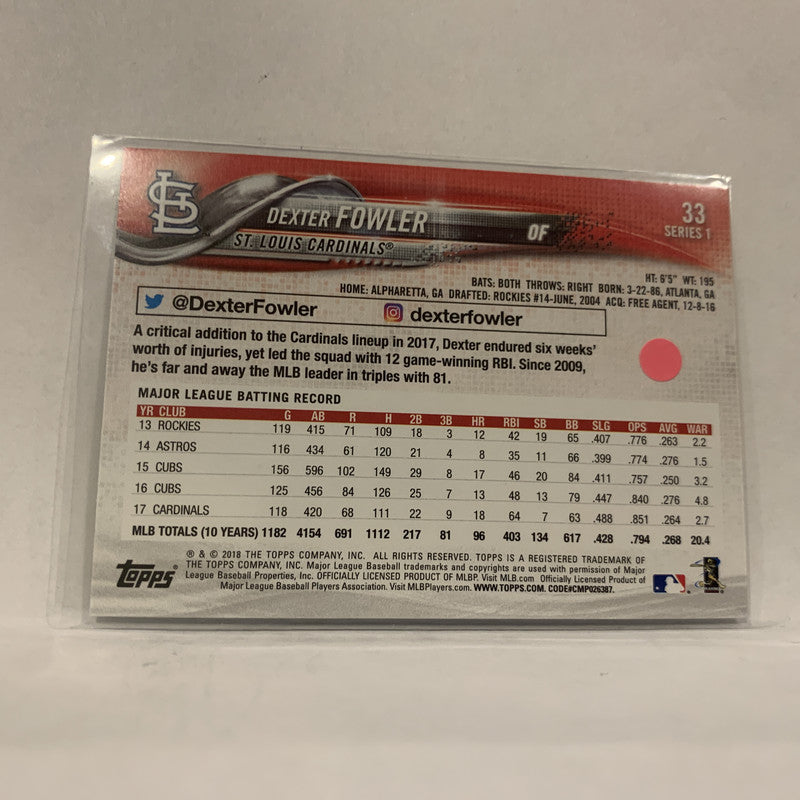 STL
DEXTER FOWLER
ST. LOUIS CARDINALS®
OF
33
SERIES 1
HT: 6'5" WT: 195
BATS: BOTH THROWS: RIGHT BORN: 3-22-86, ATLANTA, GA
HOME: ALPHARETTA, GA DRAFTED: ROCKIES #14-JUNE, 2004 ACQ: FREE AGENT, 12-8-16
@DexterFowler dexterfowler
A critical addition to the Cardinals lineup in 2017, Dexter endured six weeks'
worth of injuries, yet led the squad with 12 game-winning RBI. Since 2009,
he's far and away the MLB leader in triples with 81.
MAJOR LEAGUE BATTING RECORD
YR CLUB G AB R H 2B 3B HR RBI SB BB SLG OPS AVG WAR
13 ROCKIES 119 415 71 109 18 3 12 42 19 65 .407 .776 .263 2.2
14 ASTROS 116 434 61 120 21 4 8 35 11 66 .399 .774 .276 1.5
15 CUBS 156 596 102 149 29 8 17 46 20 84 .411 .757 .250 3.2
16 CUBS 125 456 84 126 25 7 13 48 13 79 .447 .840 .276 4.8
17 CARDINALS 118 420 68 111 22 9 18 64 7 63 .488 .851 .264 2.7
MLB TOTALS (10 YEARS) 1182 4154 691 1112 217 81 96 403 134 617 .428 .794 .268 20.4
® & © 2018 THE TOPPS COMPANY, INC. ALL RIGHTS RESERVED. TOPPS IS A REGISTERED TRADEMARK OF
THE TOPPS COMPANY, INC. Major League Baseball trademarks and copyrights are used with permission of Major
League Baseball Properties, Inc. OFFICIALLY LICENSED PRODUCT OF MLBP. Visit MLB.com. Officially Licensed Product of
Major League Baseball Players Association. Visit MLBPlayers.com. WWW.TOPPS.COM. CODE#CMP026387.
TOPPS®